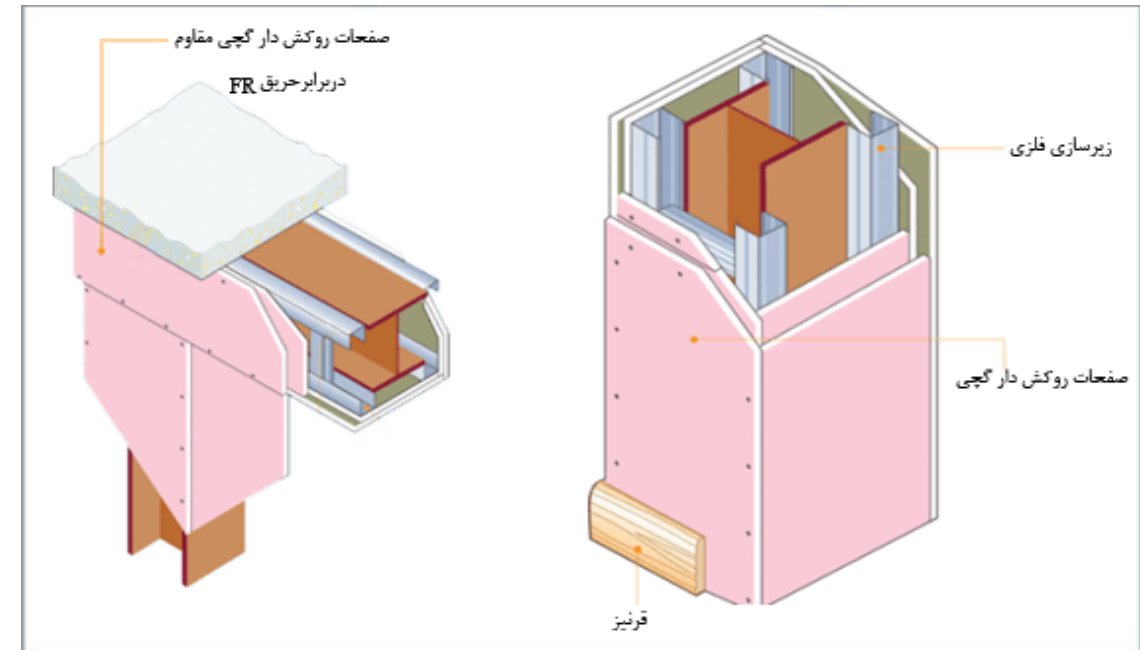 صفحات روکش دار گچی مقاوم
دربرابرحریق FR
زیرسازی فلزی
صفحات روکش دار گچی
قرنیز